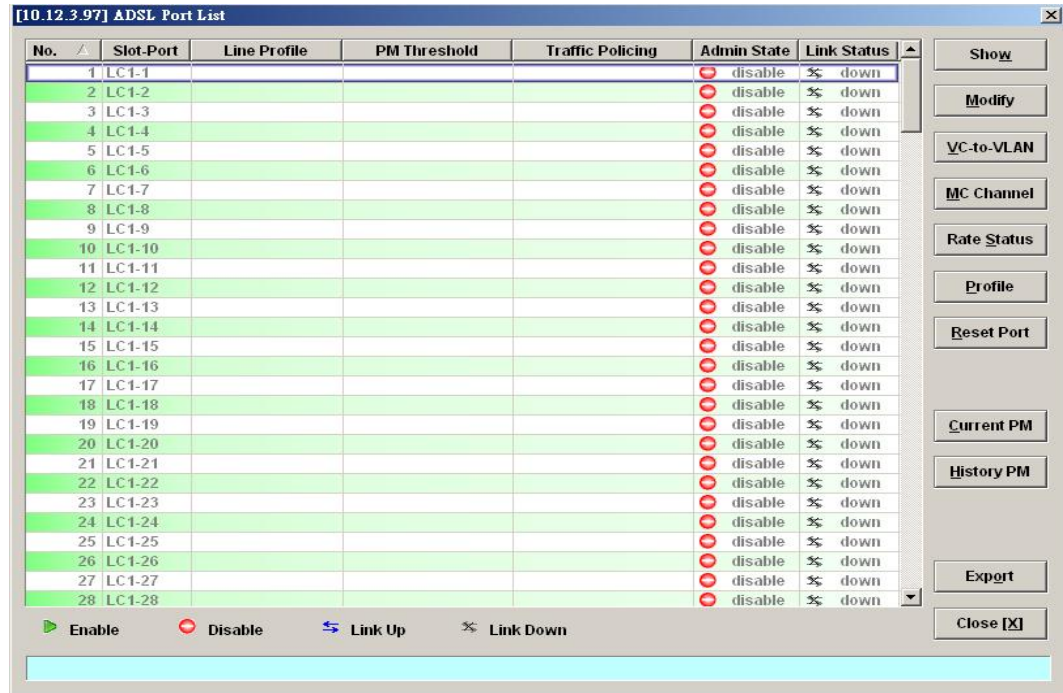 [10.12.3.97] ADSL Port List
No. Slot-Port Line Profile PM Threshold Traffic Policing Admin State Link Status
1 LC1-1 disable down
2 LC1-2 disable down
3 LC1-3 disable down
4 LC1-4 disable down
5 LC1-5 disable down
6 LC1-6 disable down
7 LC1-7 disable down
8 LC1-8 disable down
9 LC1-9 disable down
10 LC1-10 disable down
11 LC1-11 disable down
12 LC1-12 disable down
13 LC1-13 disable down
14 LC1-14 disable down
15 LC1-15 disable down
16 LC1-16 disable down
17 LC1-17 disable down
18 LC1-18 disable down
19 LC1-19 disable down
20 LC1-20 disable down
21 LC1-21 disable down
22 LC1-22 disable down
23 LC1-23 disable down
24 LC1-24 disable down
25 LC1-25 disable down
26 LC1-26 disable down
27 LC1-27 disable down
28 LC1-28 disable down
Enable Disable Link Up Link Down
Show
Modify
VC-to-VLAN
MC Channel
Rate Status
Profile
Reset Port
Current PM
History PM
Export
Close [X]